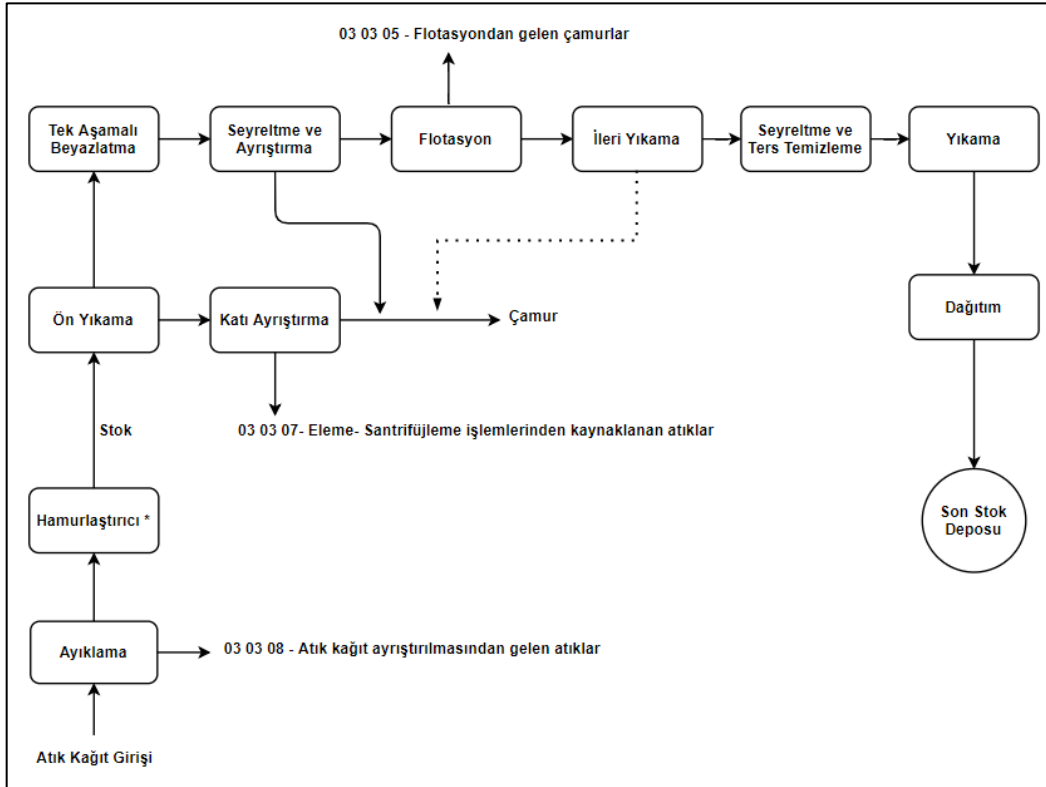 03 03 05 - Flotasyondan gelen çamurlar
Tek Aşamalı
Beyazlatma
Seyreltme ve
Ayrıştırma
Flotasyon
İleri Yıkama
Seyreltme ve
Ters Temizleme
Yıkama
Ön Yıkama
Katı Ayrıştırma
Çamur
Dağıtım
03 03 07- Eleme- Santrifüjleme işlemlerinden kaynaklanan atıklar
Stok
Hamurlaştırıcı *
Son Stok
Deposu
Ayıklama
03 03 08 - Atık kağıt ayrıştırılmasından gelen atıklar
Atık Kağıt Girişi